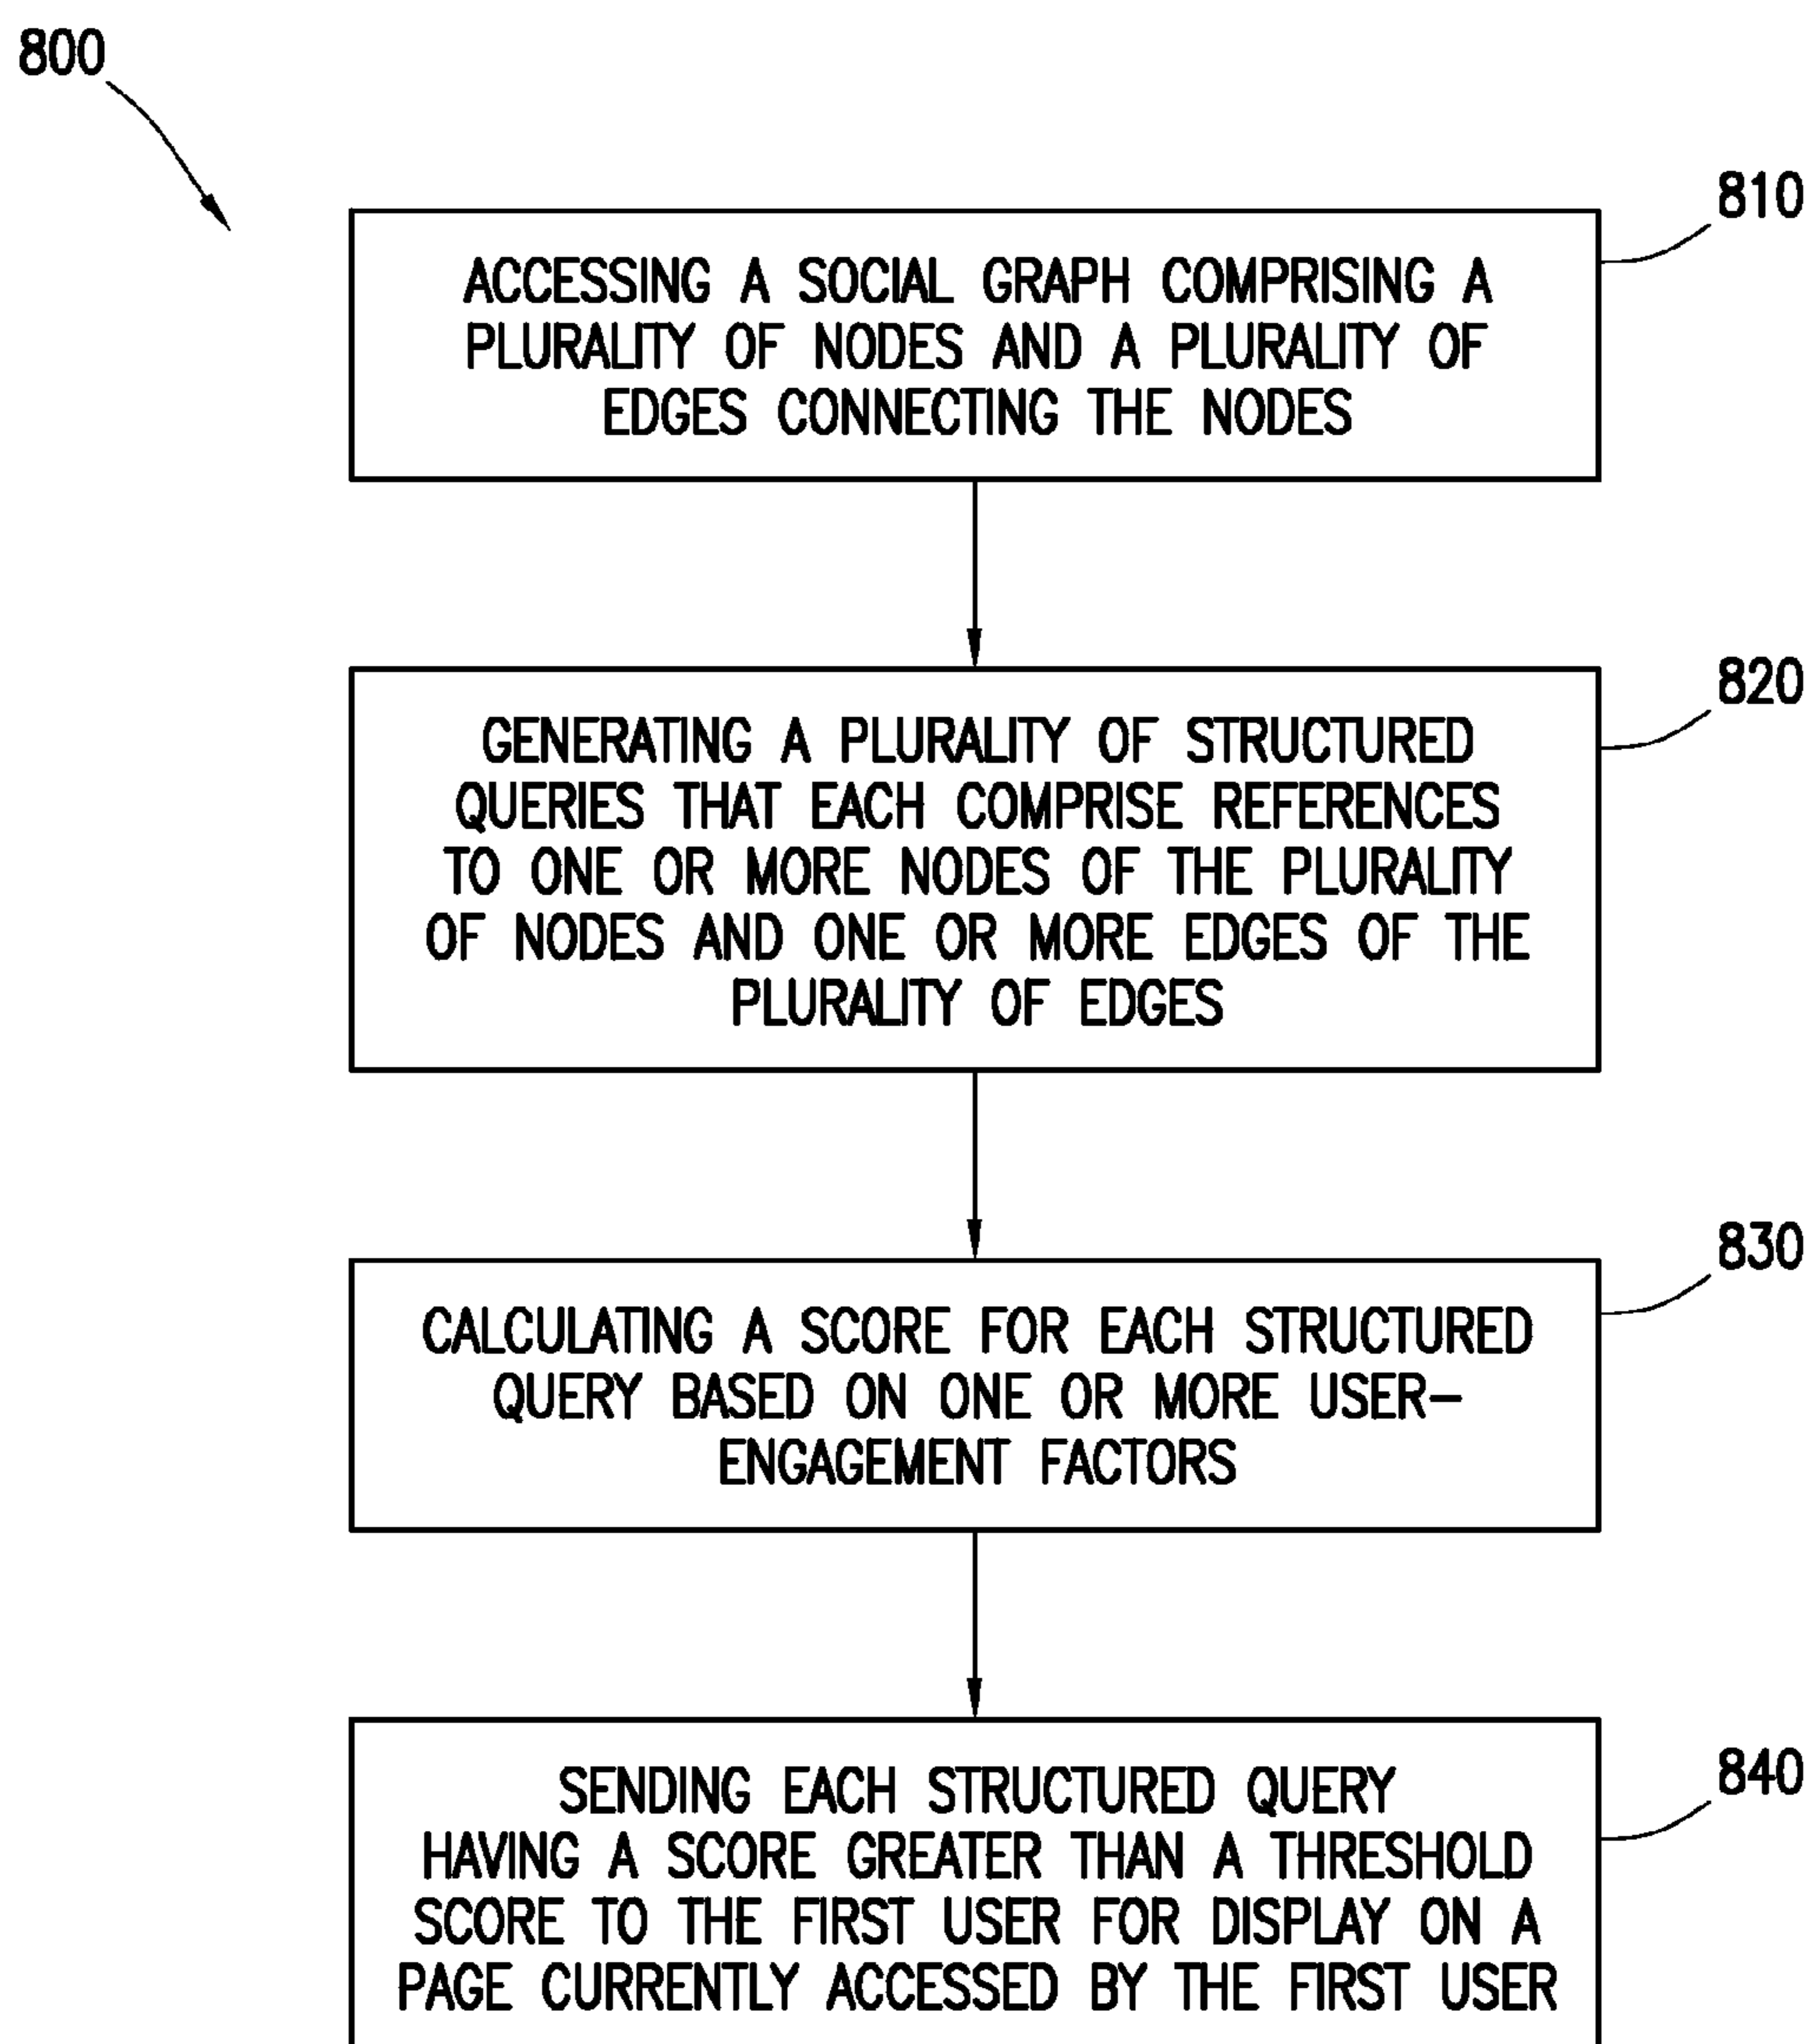 800
810
ACCESSING A SOCIAL GRAPH COMPRISING A
PLURALITY OF NODES AND A PLURALITY OF
EDGES CONNECTING THE NODES
820
GENERATING A PLURALITY OF STRUCTURED
QUERIES THAT EACH COMPRISE REFERENCES
TO ONE OR MORE NODES OF THE PLURALITY
OF NODES AND ONE OR MORE EDGES OF THE
PLURALITY OF EDGES
830
CALCULATING A SCORE FOR EACH STRUCTURED
QUERY BASED ON ONE OR MORE USER-
ENGAGEMENT FACTORS
840
SENDING EACH STRUCTURED QUERY
HAVING A SCORE GREATER THAN A THRESHOLD
SCORE TO THE FIRST USER FOR DISPLAY ON A
PAGE CURRENTLY ACCESSED BY THE FIRST USER